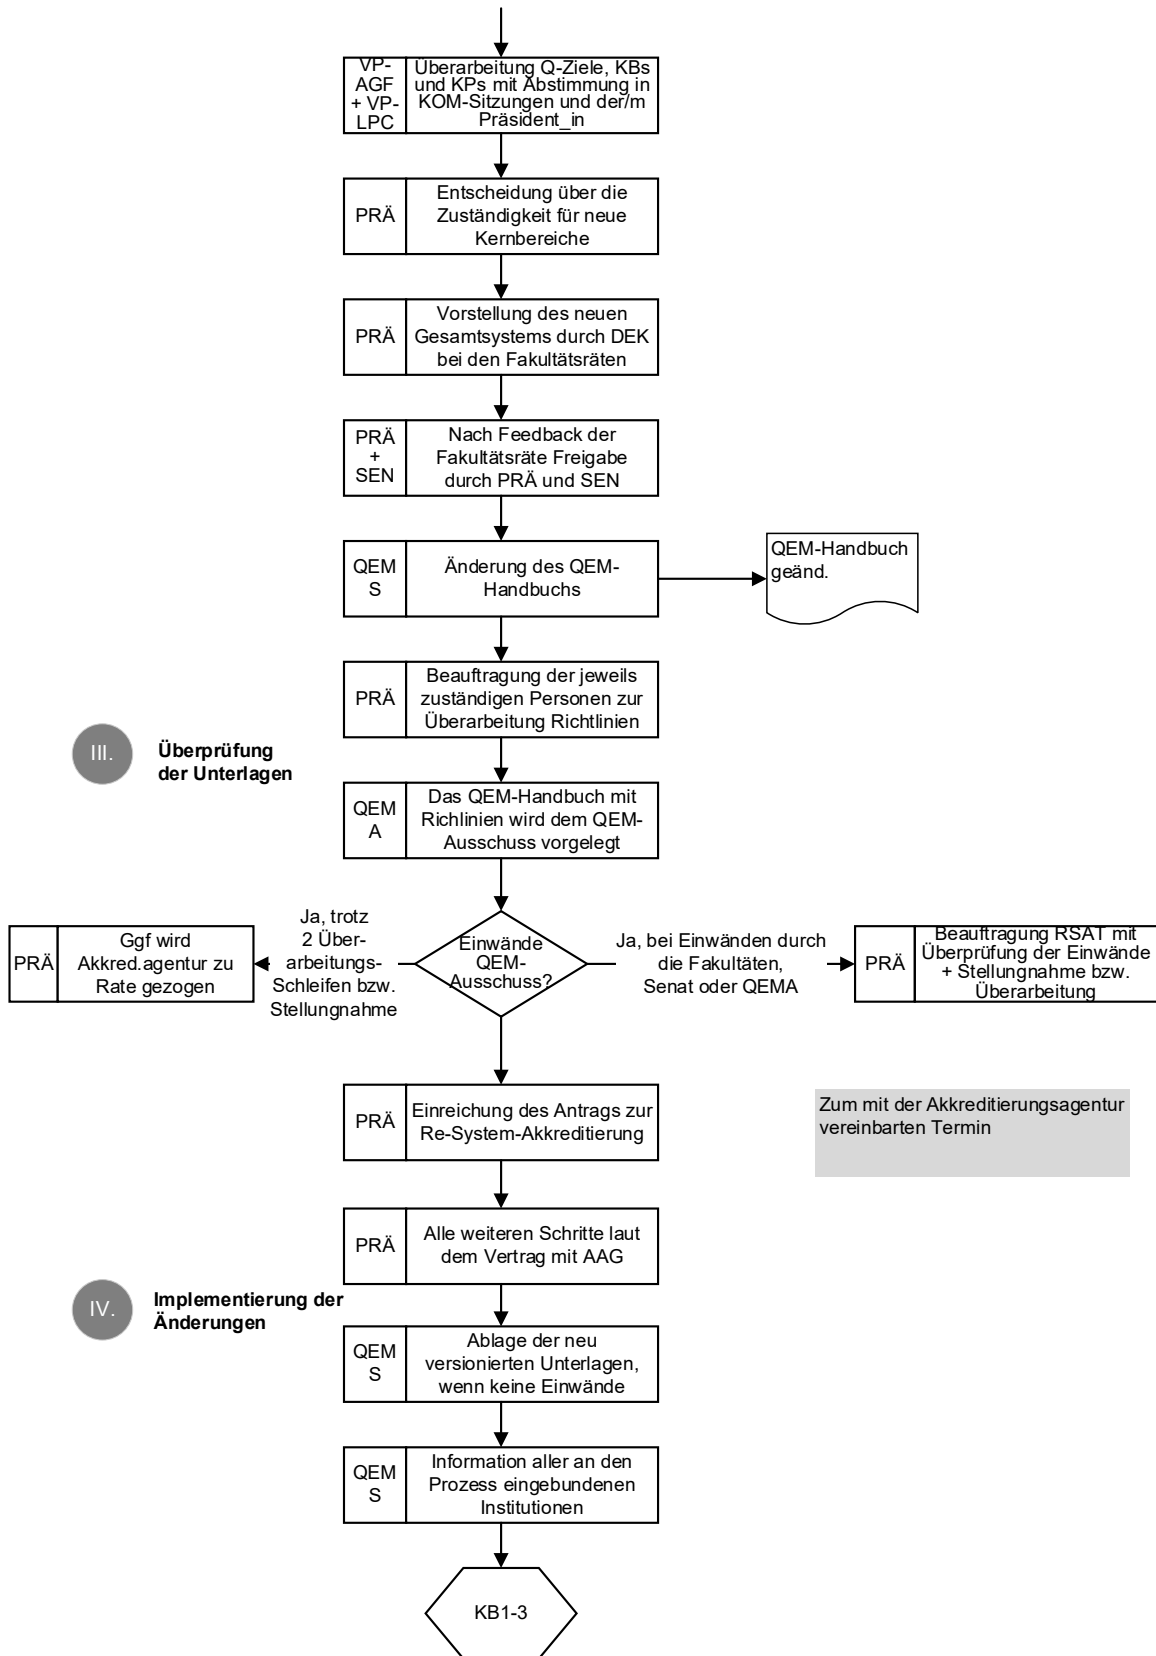 VP-
AGF
+ VP-
LPC
Überarbeitung Q-Ziele, KBs
und KPs mit Abstimmung in
KOM-Sitzungen und der/m
Präsident_in
PRÄ
Entscheidung über die
Zuständigkeit für neue
Kernbereiche
PRÄ
Vorstellung des neuen
Gesamtsystems durch DEK
bei den Fakultätsräten
PRÄ
+
SEN
Nach Feedback der
Fakultätsräte Freigabe
durch PRÄ und SEN
QEM
S
Änderung des QEM-
Handbuchs
QEM-Handbuch
geänd.
PRÄ
Beauftragung der jeweils
zuständigen Personen zur
Überarbeitung Richtlinien
III.
Überprüfung
der Unterlagen
QEM
A
Das QEM-Handbuch mit
Richlinien wird dem QEM-
Ausschuss vorgelegt
PRÄ
Ggf wird
Akkred.agentur zu
Rate gezogen
Ja, trotz
2 Über-
arbeitungs-
Schleifen bzw.
Stellungnahme
Einwände
QEM-
Ausschuss?
Ja, bei Einwänden durch
die Fakultäten,
Senat oder QEMA
PRÄ
Beauftragung RSAT mit
Überprüfung der Einwände
+ Stellungnahme bzw.
Überarbeitung
PRÄ
Einreichung des Antrags zur
Re-System-Akkreditierung
Zum mit der Akkreditierungsagentur
vereinbarten Termin
PRÄ
Alle weiteren Schritte laut
dem Vertrag mit AAG
IV.
Implementierung der
Änderungen
QEM
S
Ablage der neu
versionierten Unterlagen,
wenn keine Einwände
QEM
S
Information aller an den
Prozess eingebundenen
Institutionen
KB1-3